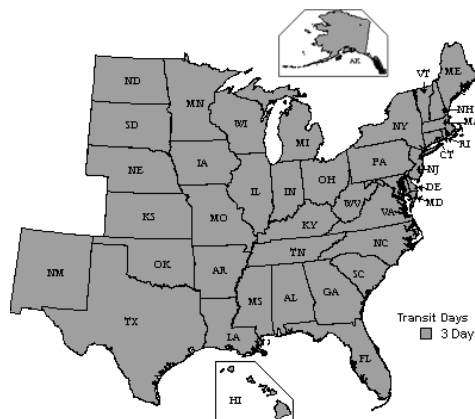 AK
VT
ME
ND
MN
NH
SD
WI
MI
NY
MA
RI
CT
NE
IA
PA
NJ
IL
IN
OH
DE
MD
KS
MO
WV
VA
KY
NC
NM
OK
AR
TN
SC
TX
MS
AL
GA
LA
FL
HI
Transit Days
3 Day